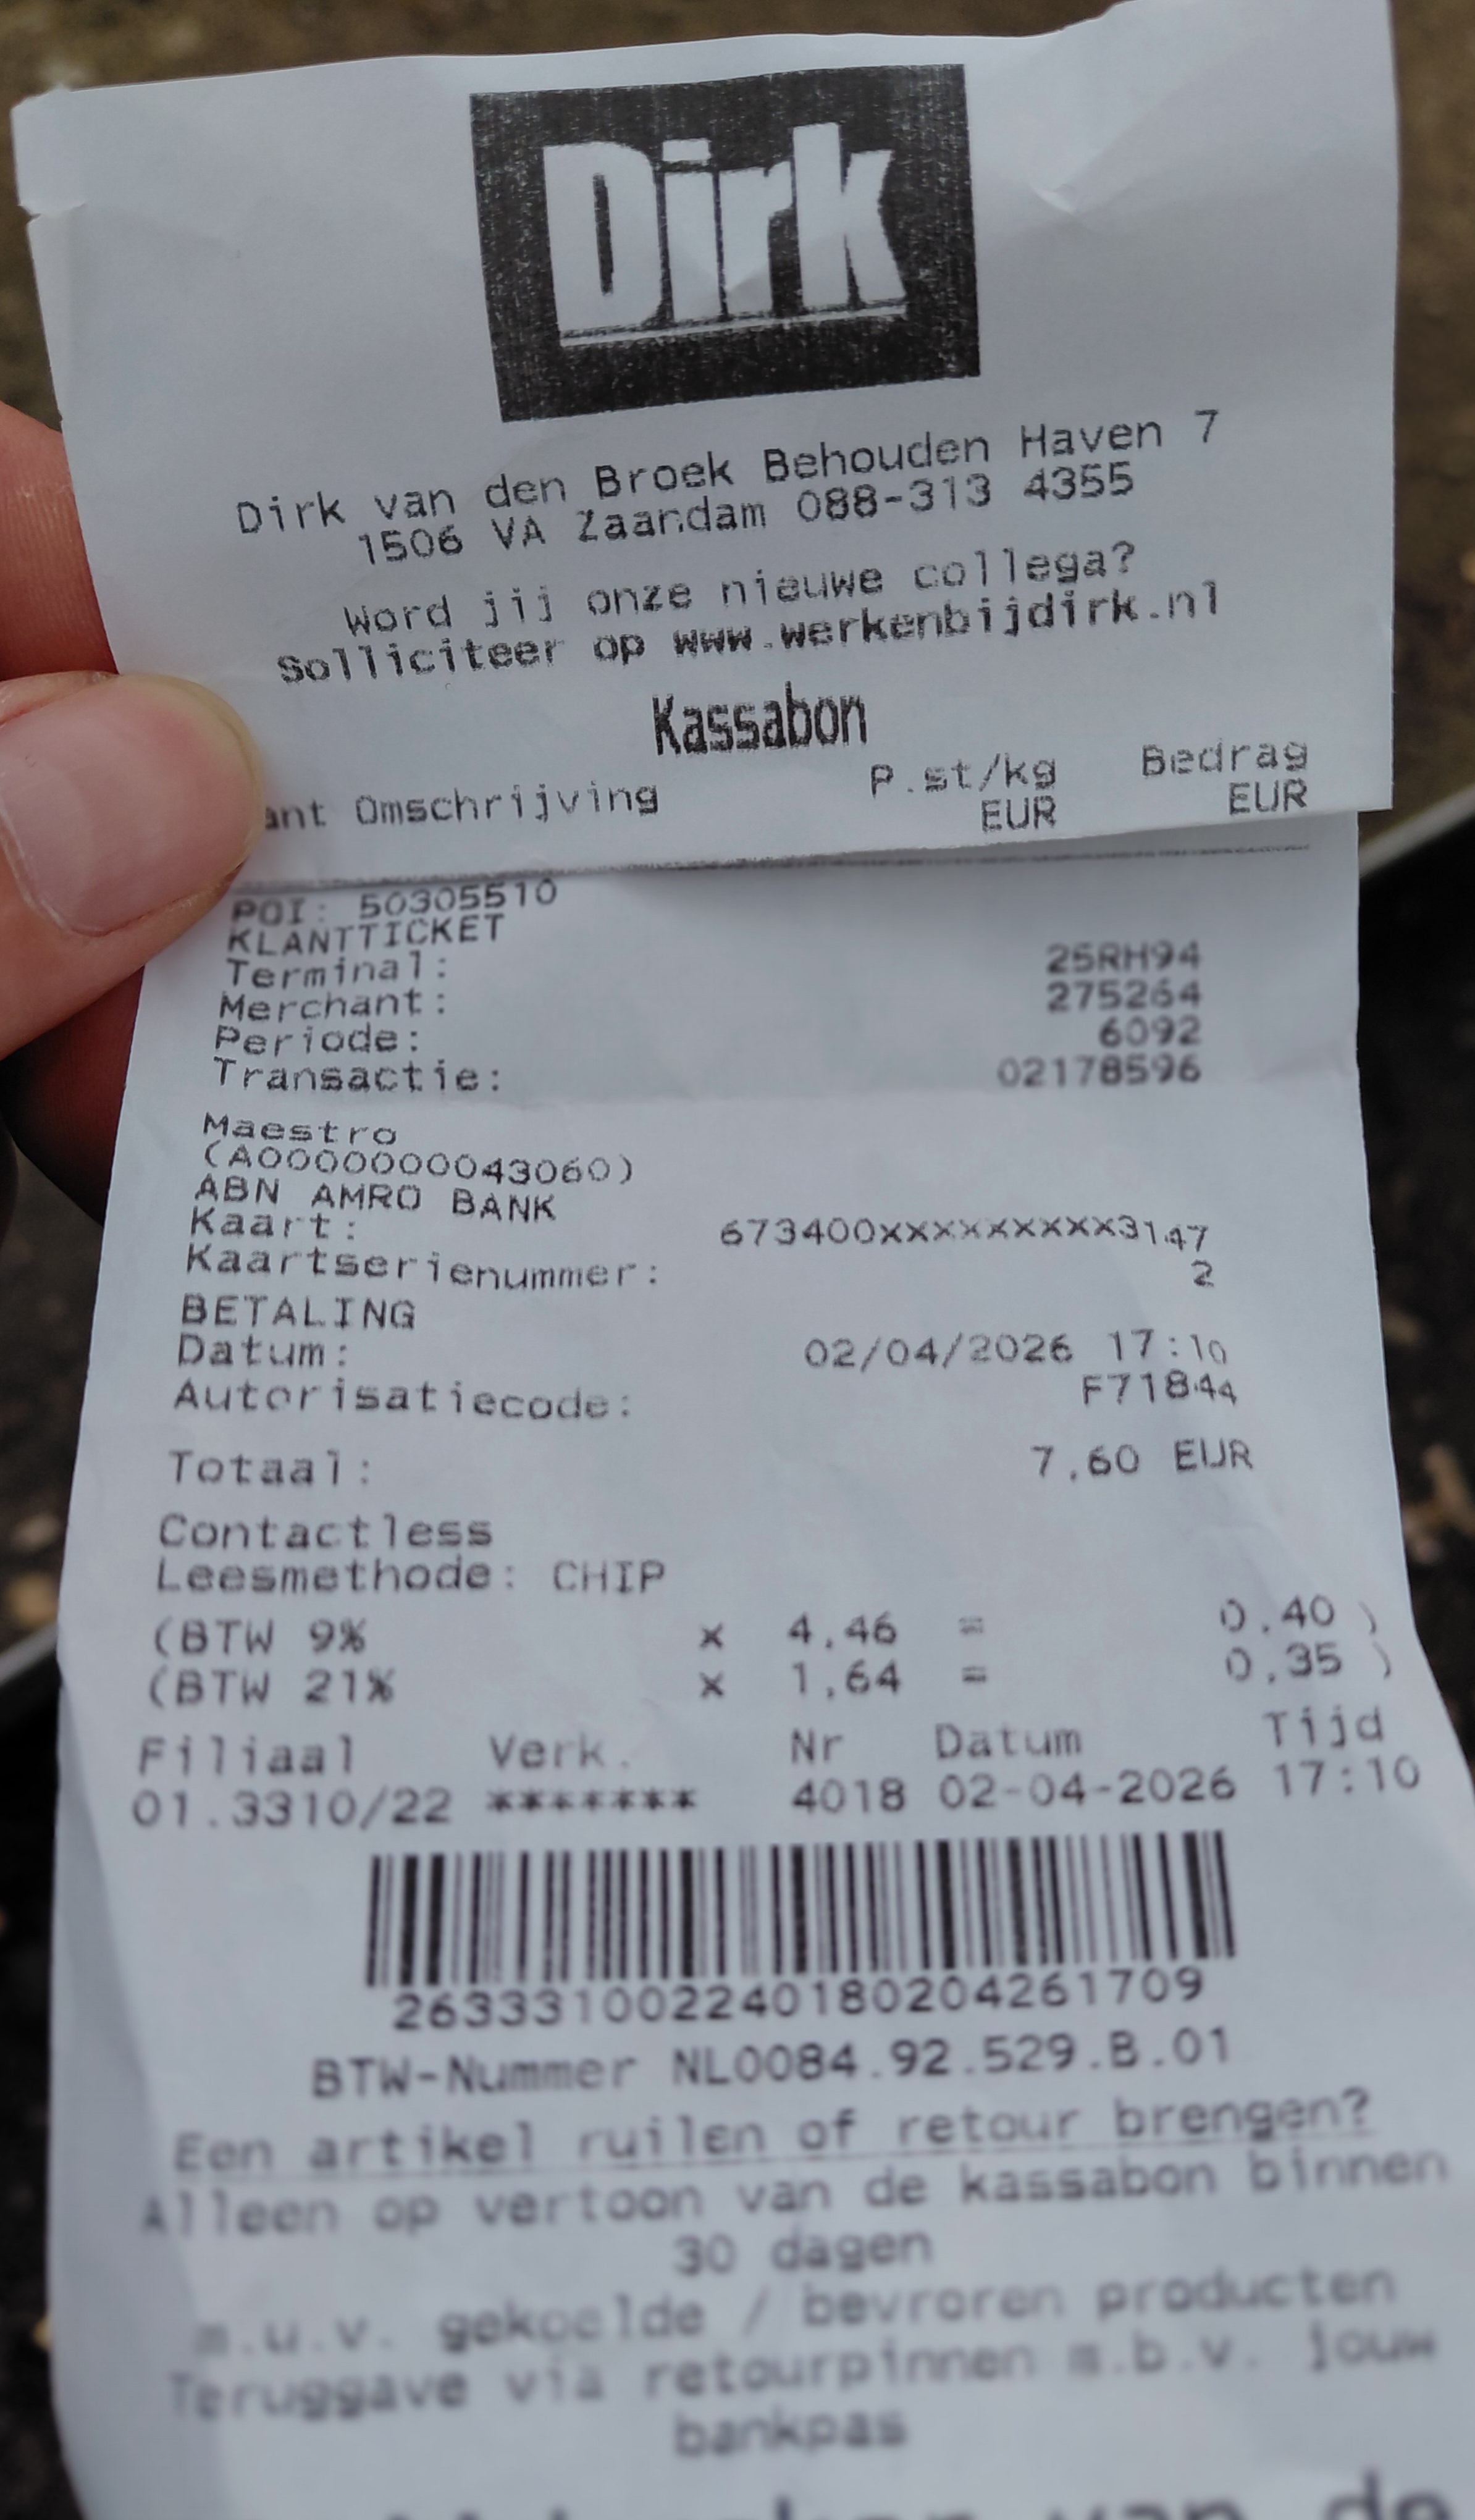 Dirk
Dirk van den Broek Behouden Haven 7
1506 VA Zaandam 088-313 4355
Word jij onze nieuwe collega?
Solliciteer op www.werkenbijdirk.nl
Kassabon
ant Omschrijving P.st/kg Bedrag
EUR EUR
POI: 50305510
KLANTTICKET
Terminal: 25RH94
Merchant: 275264
Periode: 6092
Transactie: 02178596
Maestro
(A0000000043060)
ABN AMRO BANK
Kaart: 673400xxxxxxxxx3147
Kaartserienummer: 2
BETALING
Datum: 02/04/2026 17:10
Autorisatiecode: F71844
Totaal: 7,60 EUR
Contactless
Leesmethode: CHIP
(BTW 9% x 4,46 = 0,40 )
(BTW 21% x 1,64 = 0,35 )
Filiaal Verk. Nr Datum Tijd
01.3310/22 ******* 4018 02-04-2026 17:10
263331002240180204261709
BTW-Nummer NL0084.92.529.B.01
Een artikel ruilen of retour brengen?
Alleen op vertoon van de kassabon binnen
30 dagen
m.u.v. gekoelde / bevroren producten
Teruggave via retourpinnen m.b.v. jouw
bankpas
van de